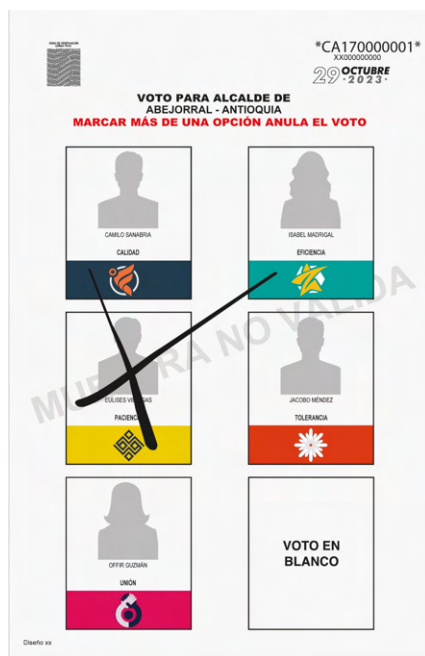 *CA170000001*
XX000000000
29 OCTUBRE
·2023·
VOTO PARA ALCALDE DE
ABEJORRAL - ANTIOQUIA
MARCAR MÁS DE UNA OPCIÓN ANULA EL VOTO
CAMILO SANABRIA
CALIDAD
ISABEL MADRIGAL
EFICIENCIA
MUESTRA NO VÁLIDA
EULISES
PACIENCIA
JACOBO MÉNDEZ
TOLERANCIA
OFFIR GUZMÁN
UNIÓN
VOTO EN
BLANCO
Diseño xx